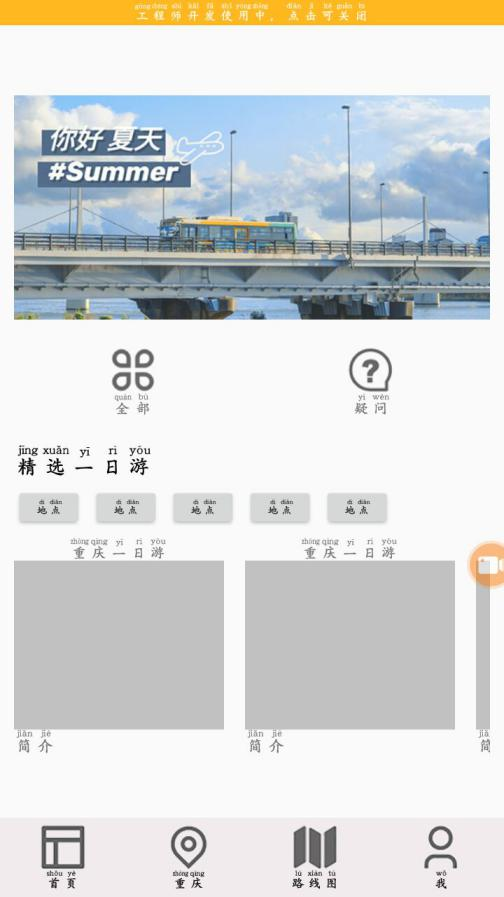 gōng chéng shī kāi fā shǐ yòng zhōng diǎn jī kě guān bì
工程师开发使用中，点击可关闭
你好 夏天
#Summer
quán bù
全部
yí wèn
疑问
jīng xuǎn yī rì yóu
精选一日游
dì diǎn
地点
dì diǎn
地点
dì diǎn
地点
dì diǎn
地点
dì diǎn
地点
zhòng qìng yī rì yóu
重庆一日游
zhòng qìng yī rì yóu
重庆一日游
jiǎn jiè
简介
jiǎn jiè
简介
shǒu yè
首页
zhòng qìng
重庆
lù xiàn tú
路线图
wǒ
我